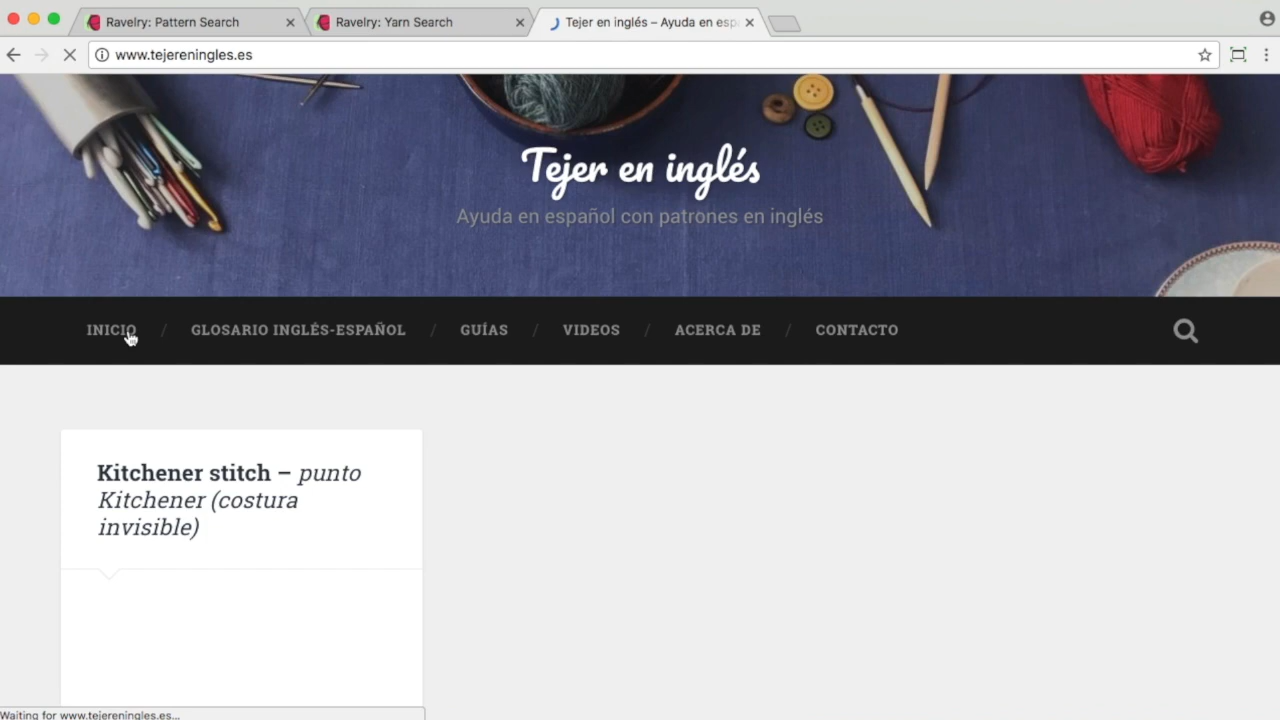 Ravelry: Pattern Search
Ravelry: Yarn Search
Tejer en inglés – Ayuda en esp
www.tejereningles.es
Tejer en inglés
Ayuda en español con patrones en inglés
INICIO / GLOSARIO INGLÉS-ESPAÑOL / GUÍAS / VIDEOS / ACERCA DE / CONTACTO
Kitchener stitch – punto
Kitchener (costura
invisible)
Waiting for www.tejereningles.es...